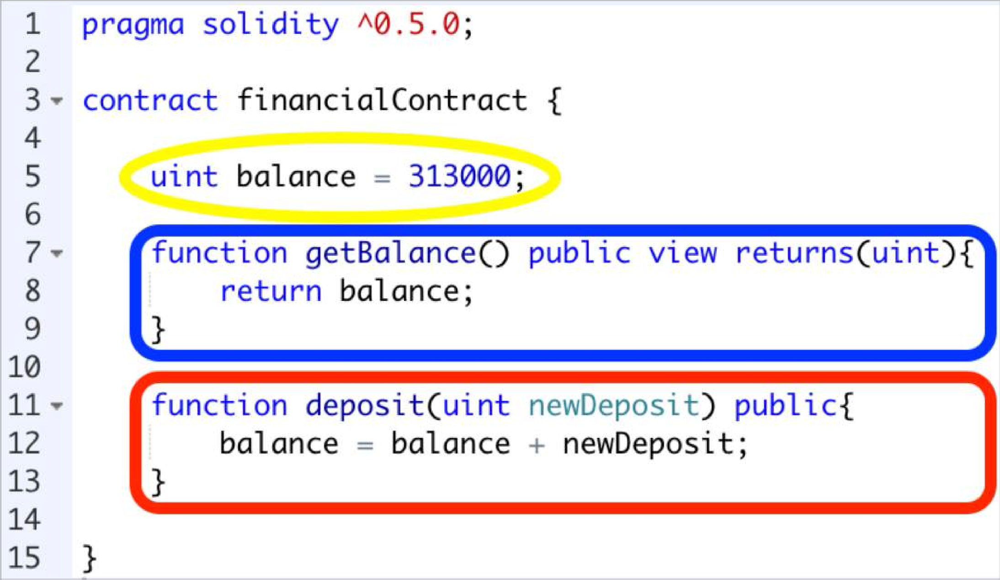 1 pragma solidity ^0.5.0;
2
3 contract financialContract {
4
5 uint balance = 313000;
6
7 function getBalance() public view returns(uint){
8 return balance;
9 }
10
11 function deposit(uint newDeposit) public{
12 balance = balance + newDeposit;
13 }
14
15 }